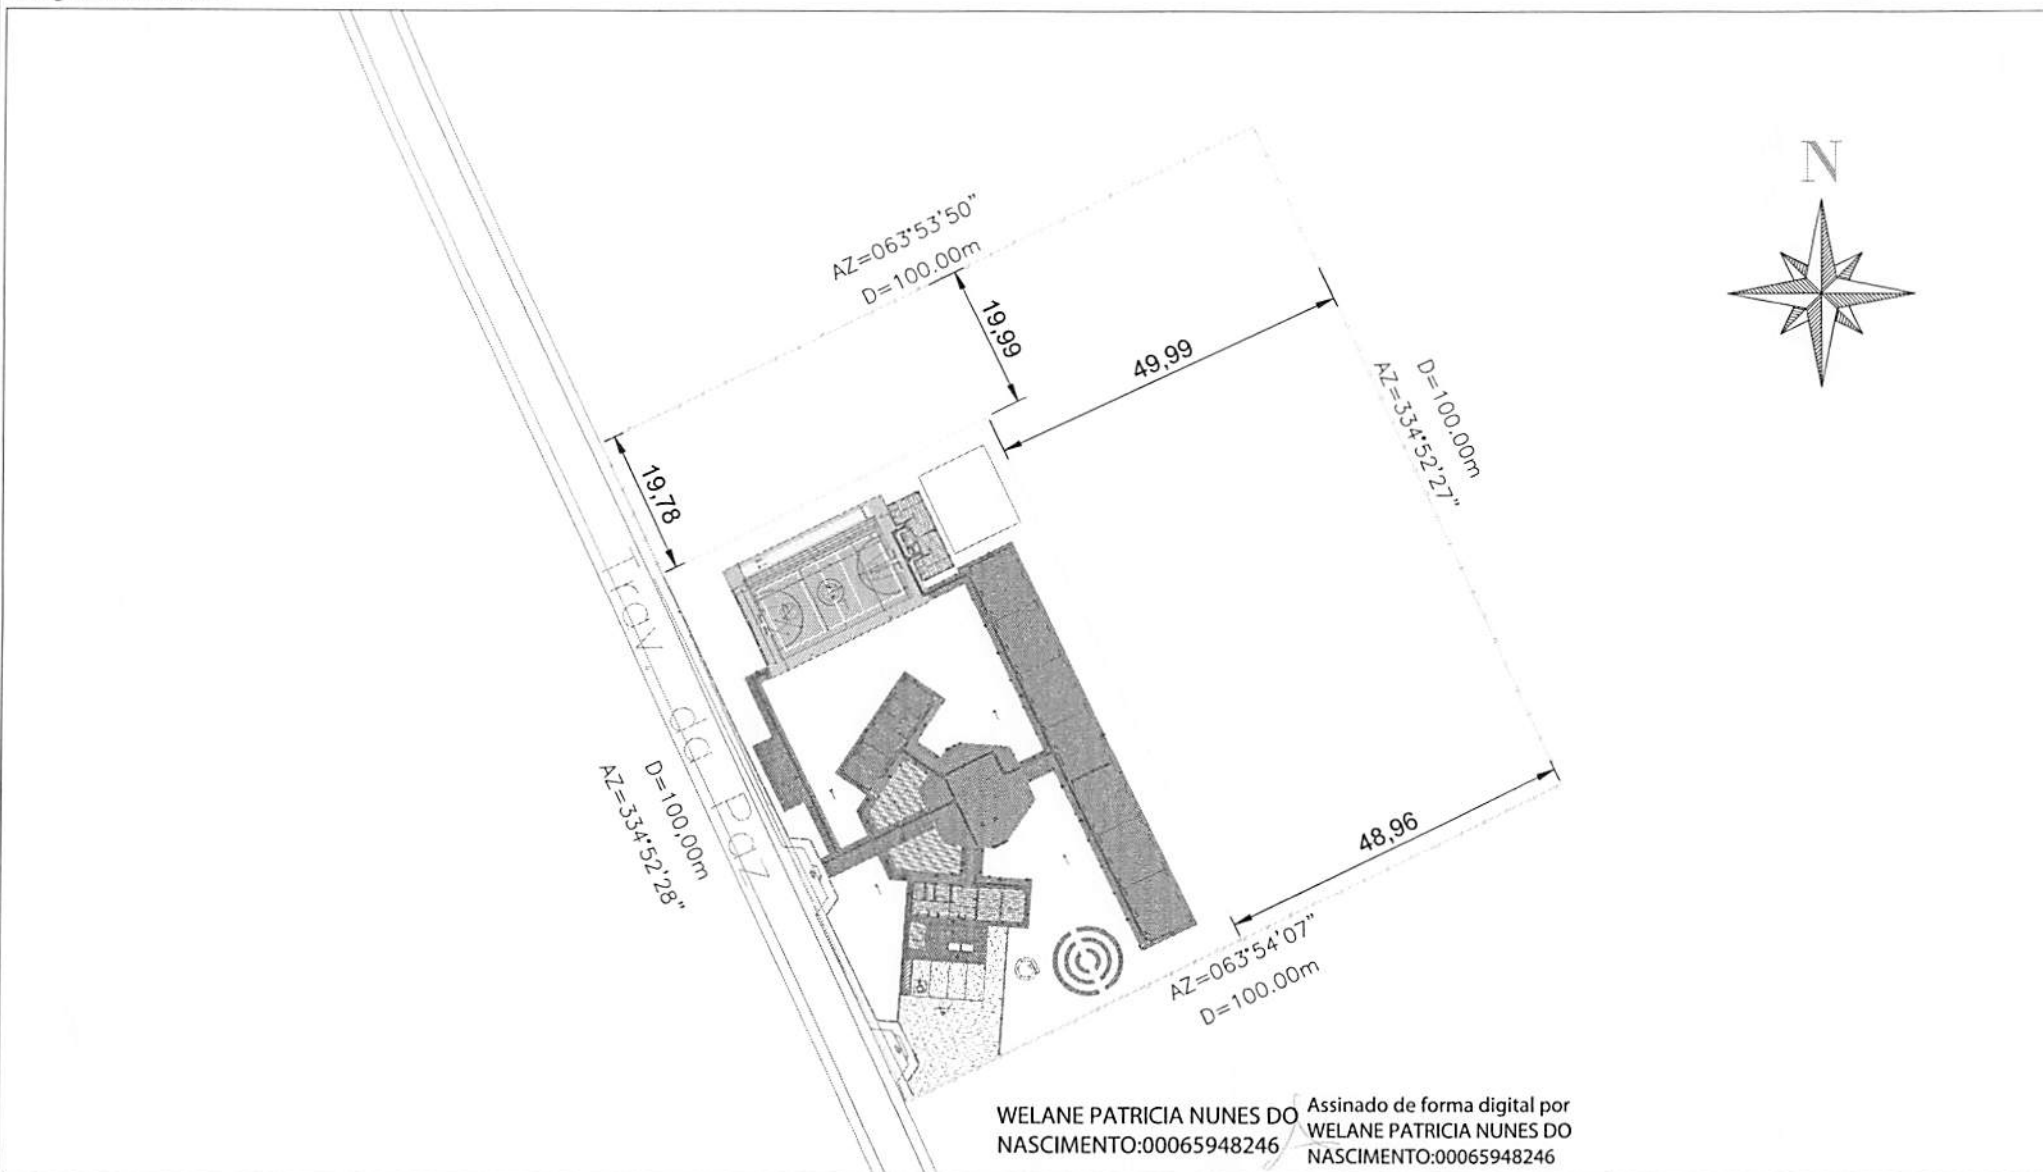 N
AZ=063°53'50"
D=100.00m
19,99
49,99
D=100.00m
AZ=334°52'27"
19,78
Trav. da Paz
D=100,00m
AZ=334°52'28"
48,96
AZ=063°54'07"
D=100.00m
WELANE PATRICIA NUNES DO
NASCIMENTO:00065948246
Assinado de forma digital por
WELANE PATRICIA NUNES DO
NASCIMENTO:00065948246